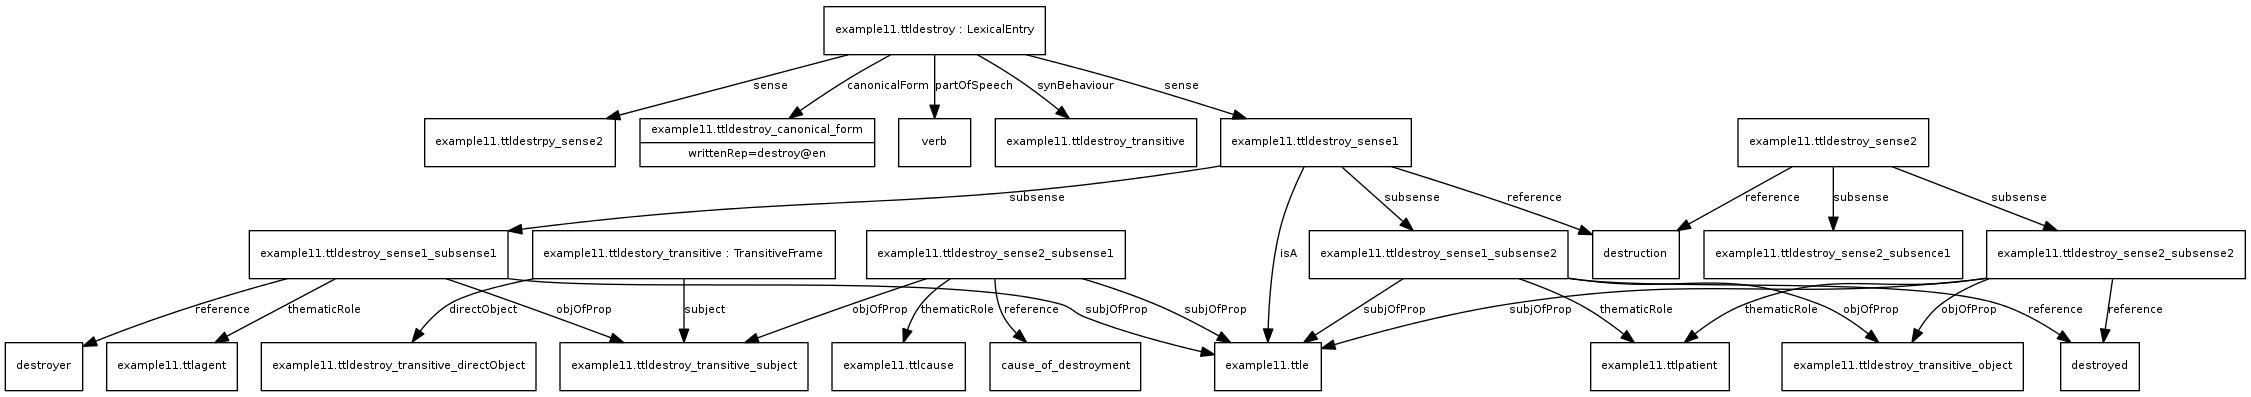 example11.ttldestroy : LexicalEntry
sense
canonicalForm
partOfSpeech
synBehaviour
sense
example11.ttldestrpy_sense2
example11.ttldestroy_canonical_form
writtenRep=destroy@en
verb
example11.ttldestroy_transitive
example11.ttldestroy_sense1
example11.ttldestroy_sense2
subsense
isA
subsense
reference
reference
subsense
subsense
example11.ttldestroy_sense1_subsense1
example11.ttldestory_transitive : TransitiveFrame
example11.ttldestroy_sense2_subsense1
example11.ttldestroy_sense1_subsense2
destruction
example11.ttldestroy_sense2_subsence1
example11.ttldestroy_sense2_subsense2
reference
thematicRole
directObject
objOfProp
subject
objOfProp
thematicRole
reference
subjOfProp
subjOfProp
subjOfProp
subjOfProp
thematicRole
thematicRole
objOfProp
objOfProp
reference
reference
destroyer
example11.ttlagent
example11.ttldestroy_transitive_directObject
example11.ttldestroy_transitive_subject
example11.ttlcause
cause_of_destroyment
example11.ttle
example11.ttlpatient
example11.ttldestroy_transitive_object
destroyed